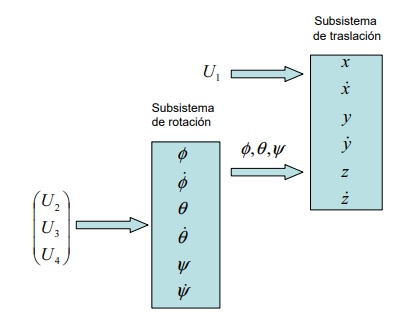 Subsistema
de traslación
U₁
x
ẋ
y
ẏ
z
ż
Subsistema
de rotación
ϕ
ϕ̇
θ
θ̇
ψ
ψ̇
ϕ,θ,ψ
U₂
U₃
U₄